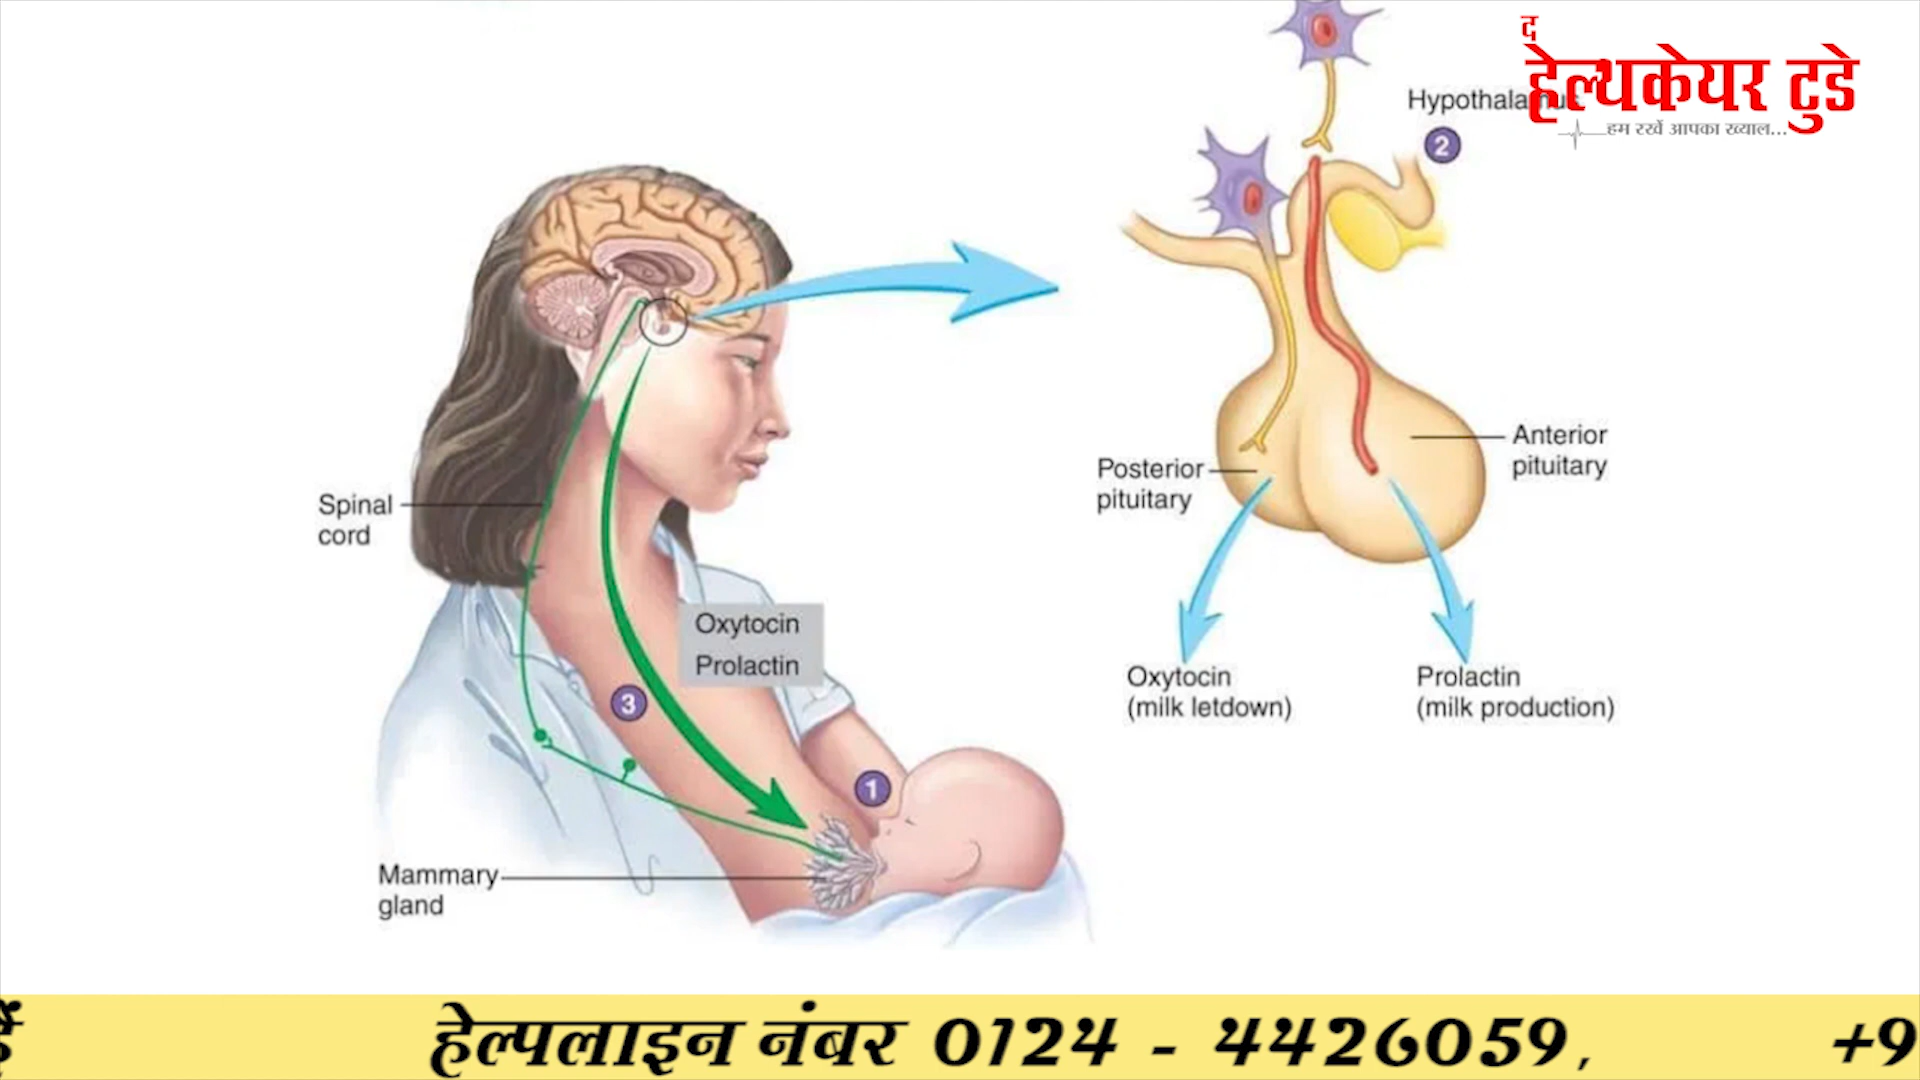 द
हेल्थकेयर टुडे
हम रखें आपका ख्याल...
Hypothalamus
2
Spinal
cord
Posterior
pituitary
Anterior
pituitary
Oxytocin
Prolactin
3
1
Oxytocin
(milk letdown)
Prolactin
(milk production)
Mammary
gland
हैं हेल्पलाइन नंबर 0124 - 4426059, +9